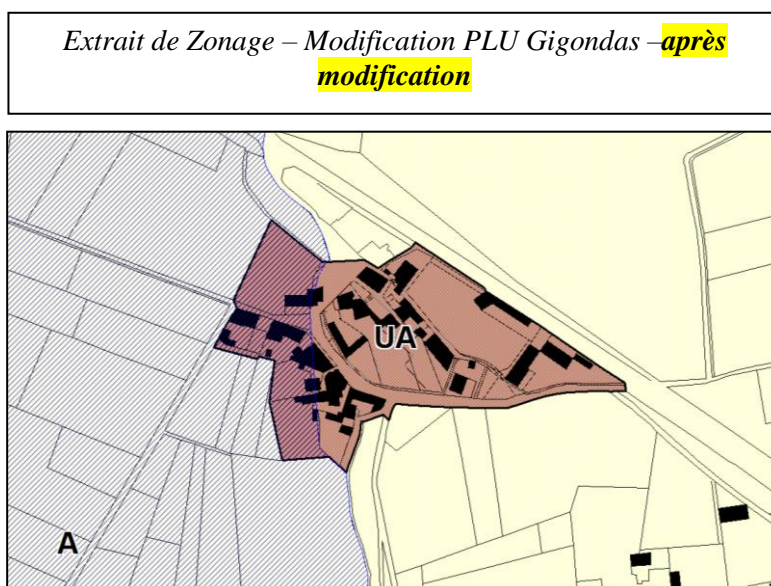 Extrait de Zonage – Modification PLU Gigondas –après
modification
UA
A